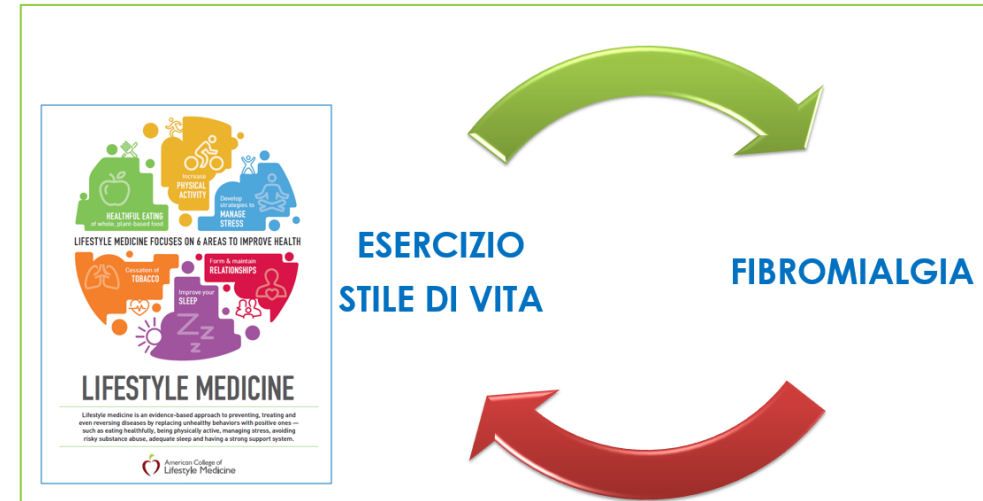 Increase
PHYSICAL
ACTIVITY
Develop
strategies to
MANAGE
STRESS
HEALTHFUL EATING
of whole, plant-based food
LIFESTYLE MEDICINE FOCUSES ON 6 AREAS TO IMPROVE HEALTH
Cessation of
TOBACCO
Form & maintain
RELATIONSHIPS
Improve your
SLEEP
Z Z Z
LIFESTYLE MEDICINE
Lifestyle medicine is an evidence-based approach to preventing, treating and
even reversing diseases by replacing unhealthy behaviors with positive ones —
such as eating healthfully, being physically active, managing stress, avoiding
risky substance abuse, adequate sleep and having a strong support system.
American College of
Lifestyle Medicine
ESERCIZIO
STILE DI VITA
FIBROMIALGIA